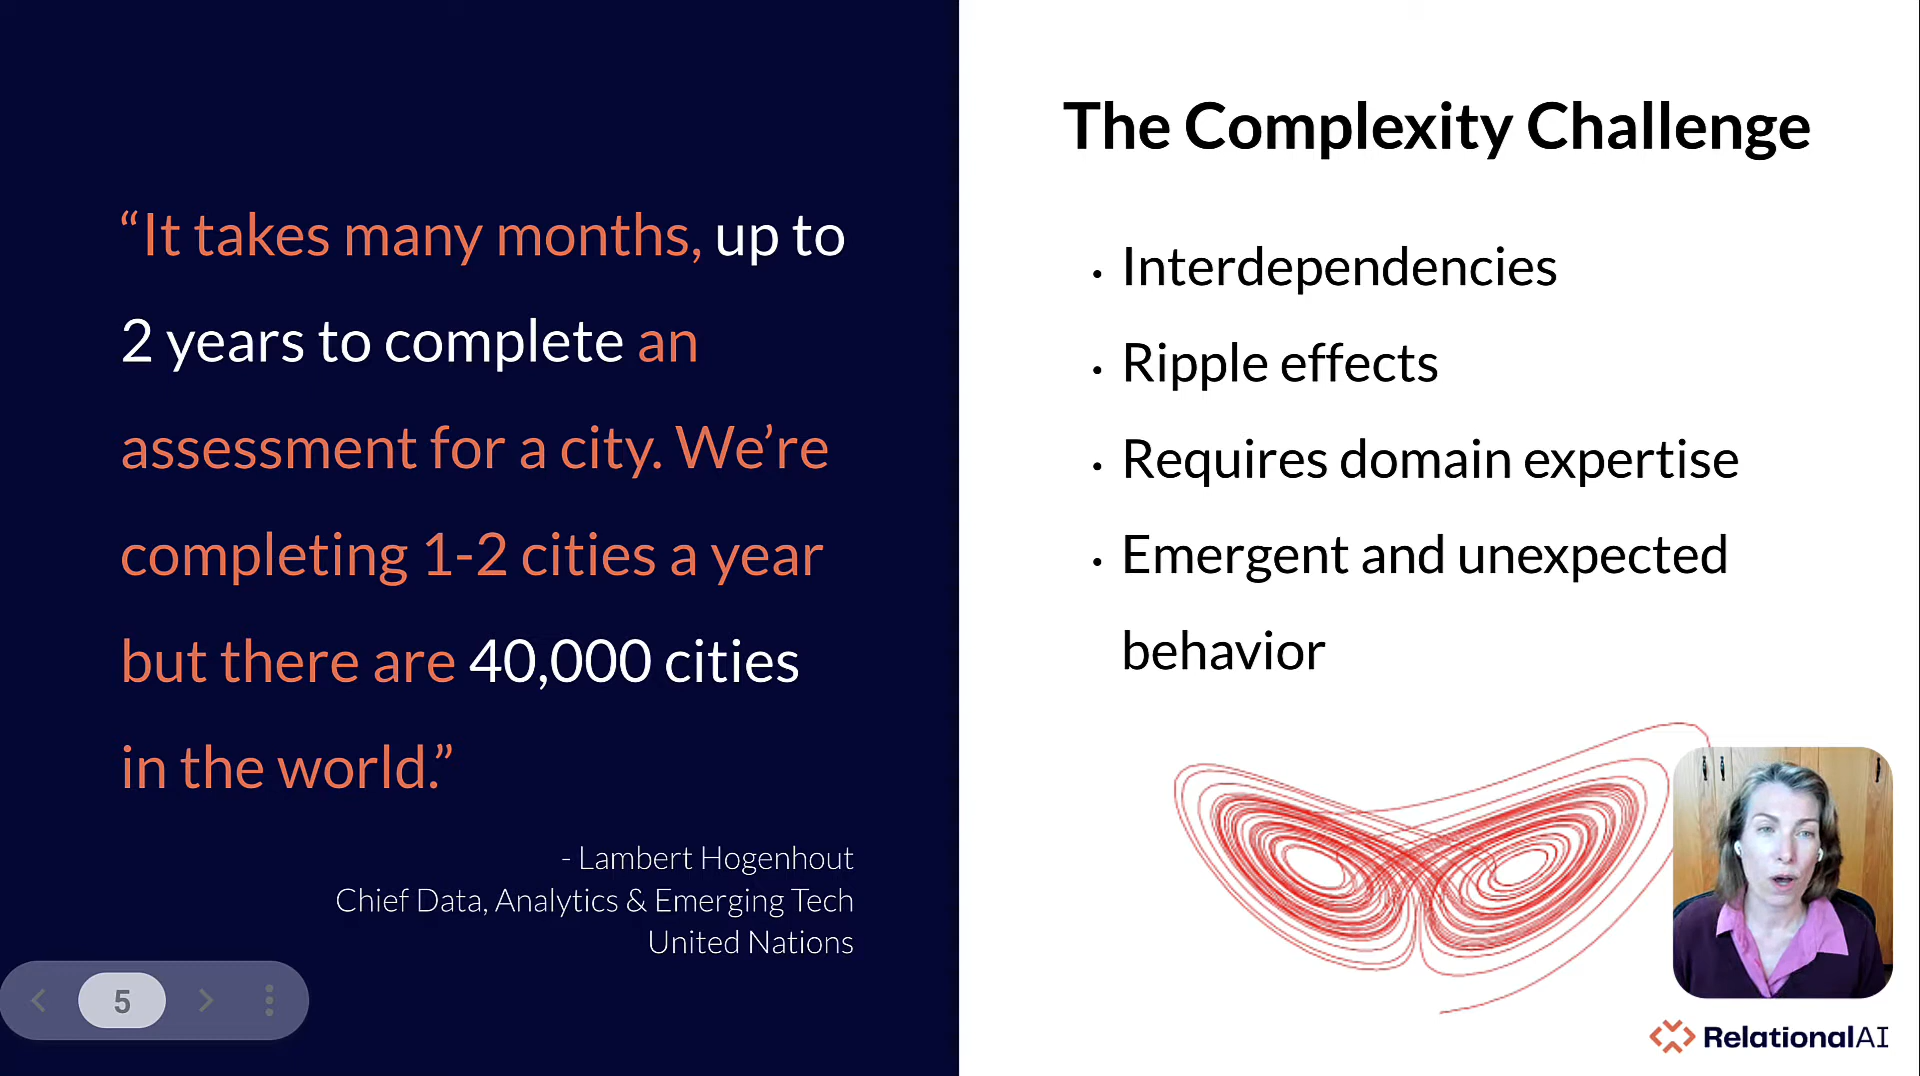 “It takes many months, up to
2 years to complete an
assessment for a city. We’re
completing 1-2 cities a year
but there are 40,000 cities
in the world.”
- Lambert Hogenhout
Chief Data, Analytics & Emerging Tech
United Nations
5
The Complexity Challenge
• Interdependencies
• Ripple effects
• Requires domain expertise
• Emergent and unexpected
behavior
RelationalAI